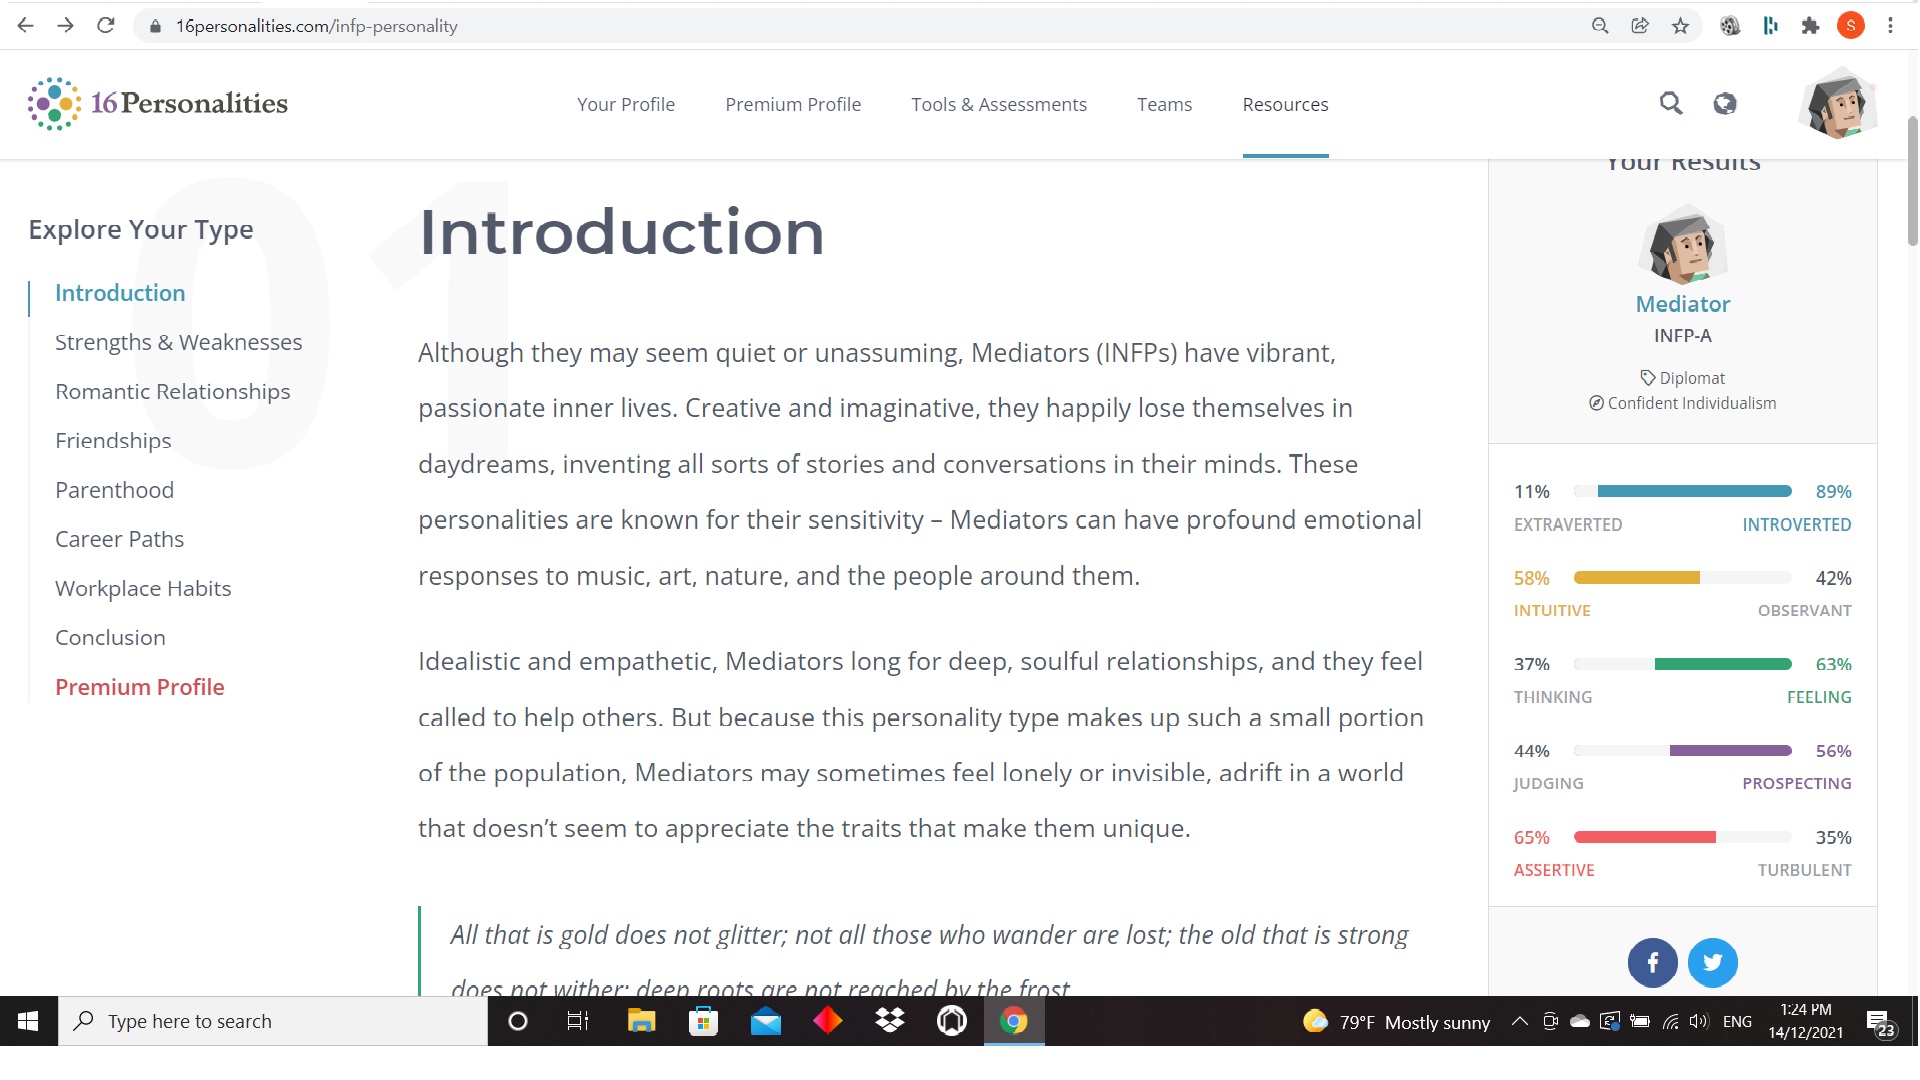 16personalities.com/infp-personality
S
16Personalities
Your Profile
Premium Profile
Tools & Assessments
Teams
Resources
01
Explore Your Type
Introduction
Strengths & Weaknesses
Romantic Relationships
Friendships
Parenthood
Career Paths
Workplace Habits
Conclusion
Premium Profile
Introduction
Although they may seem quiet or unassuming, Mediators (INFPs) have vibrant,
passionate inner lives. Creative and imaginative, they happily lose themselves in
daydreams, inventing all sorts of stories and conversations in their minds. These
personalities are known for their sensitivity – Mediators can have profound emotional
responses to music, art, nature, and the people around them.
Idealistic and empathetic, Mediators long for deep, soulful relationships, and they feel
called to help others. But because this personality type makes up such a small portion
of the population, Mediators may sometimes feel lonely or invisible, adrift in a world
that doesn’t seem to appreciate the traits that make them unique.
All that is gold does not glitter; not all those who wander are lost; the old that is strong
does not wither; deep roots are not reached by the frost
Your Results
Mediator
INFP-A
Diplomat
Confident Individualism
11% 89%
EXTRAVERTED INTROVERTED
58% 42%
INTUITIVE OBSERVANT
37% 63%
THINKING FEELING
44% 56%
JUDGING PROSPECTING
65% 35%
ASSERTIVE TURBULENT
Type here to search
79°F Mostly sunny
ENG
1:24 PM
14/12/2021
23